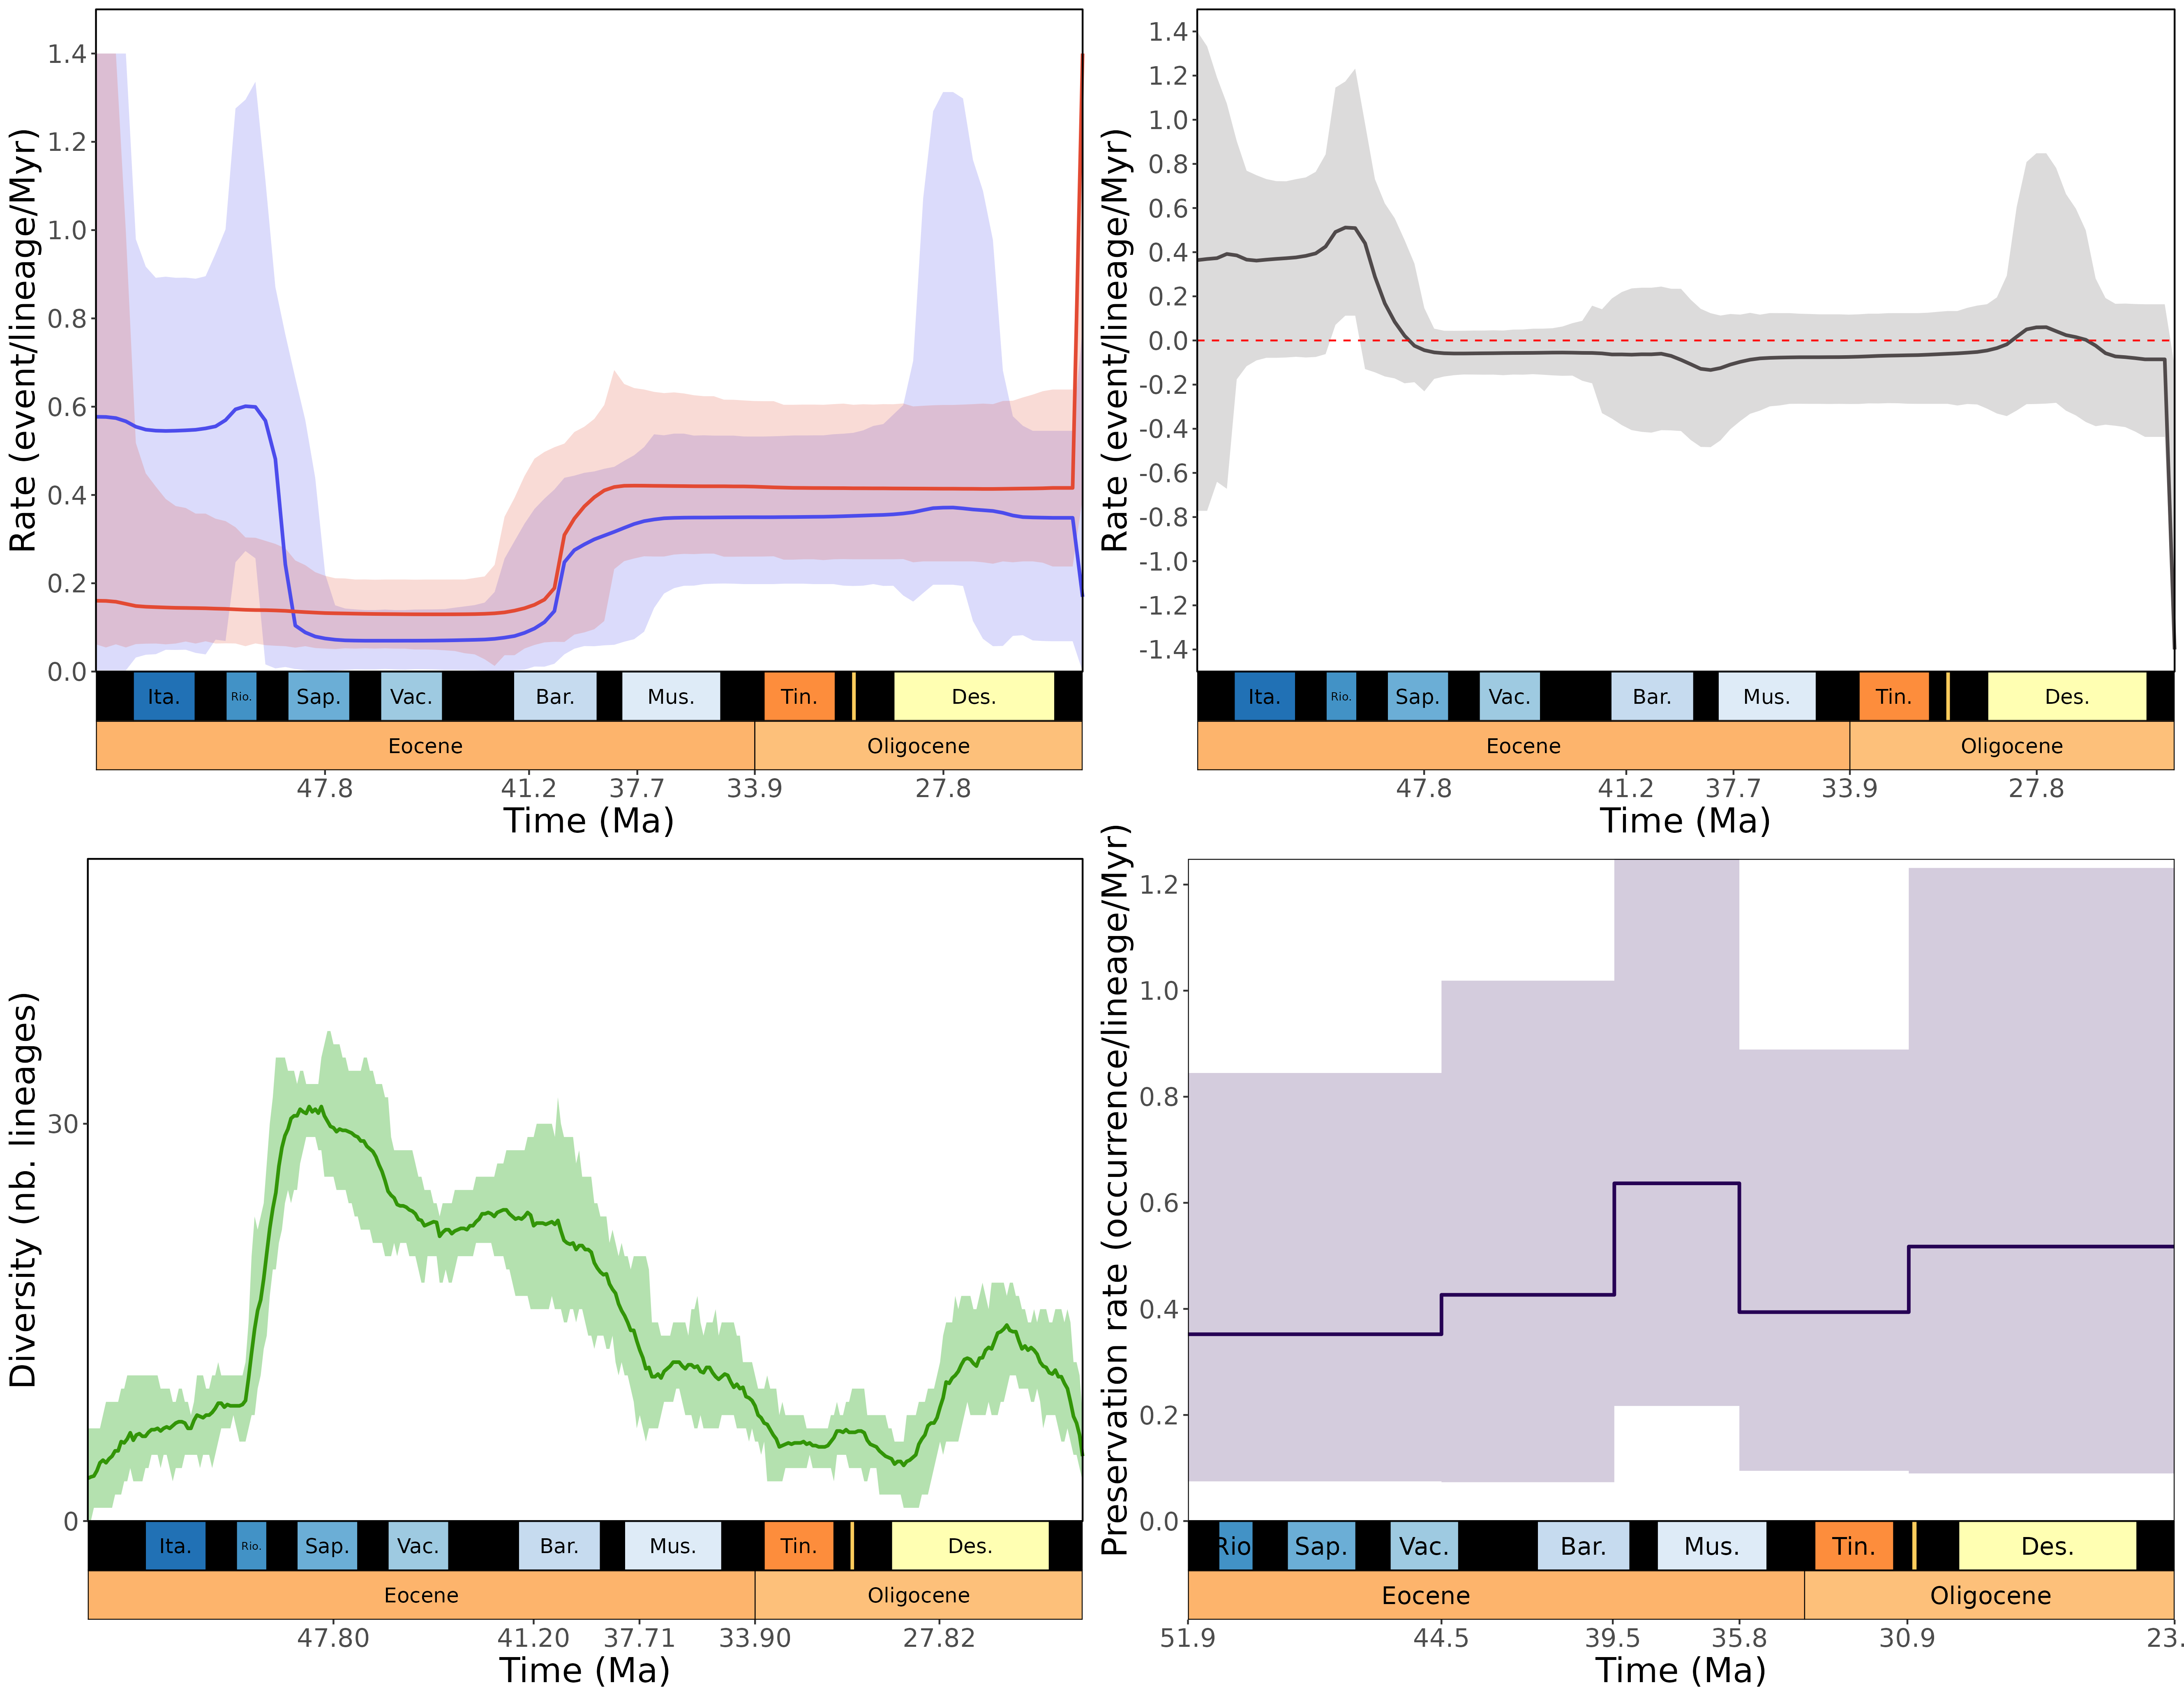 Rate (event/lineage/Myr)
1.4
1.2
1.0
0.8
0.6
0.4
0.2
0.0
Ita. Rio. Sap. Vac. Bar. Mus. Tin. Des.
Eocene Oligocene
47.8 41.2 37.7 33.9 27.8
Time (Ma)
Rate (event/lineage/Myr)
1.4
1.2
1.0
0.8
0.6
0.4
0.2
0.0
-0.2
-0.4
-0.6
-0.8
-1.0
-1.2
-1.4
Ita. Rio. Sap. Vac. Bar. Mus. Tin. Des.
Eocene Oligocene
47.8 41.2 37.7 33.9 27.8
Time (Ma)
Diversity (nb. lineages)
30
0
Ita. Rio. Sap. Vac. Bar. Mus. Tin. Des.
Eocene Oligocene
47.80 41.20 37.71 33.90 27.82
Time (Ma)
Preservation rate (occurrence/lineage/Myr)
1.2
1.0
0.8
0.6
0.4
0.2
0.0
Rio Sap. Vac. Bar. Mus. Tin. Des.
Eocene Oligocene
51.9 44.5 39.5 35.8 30.9 23.
Time (Ma)